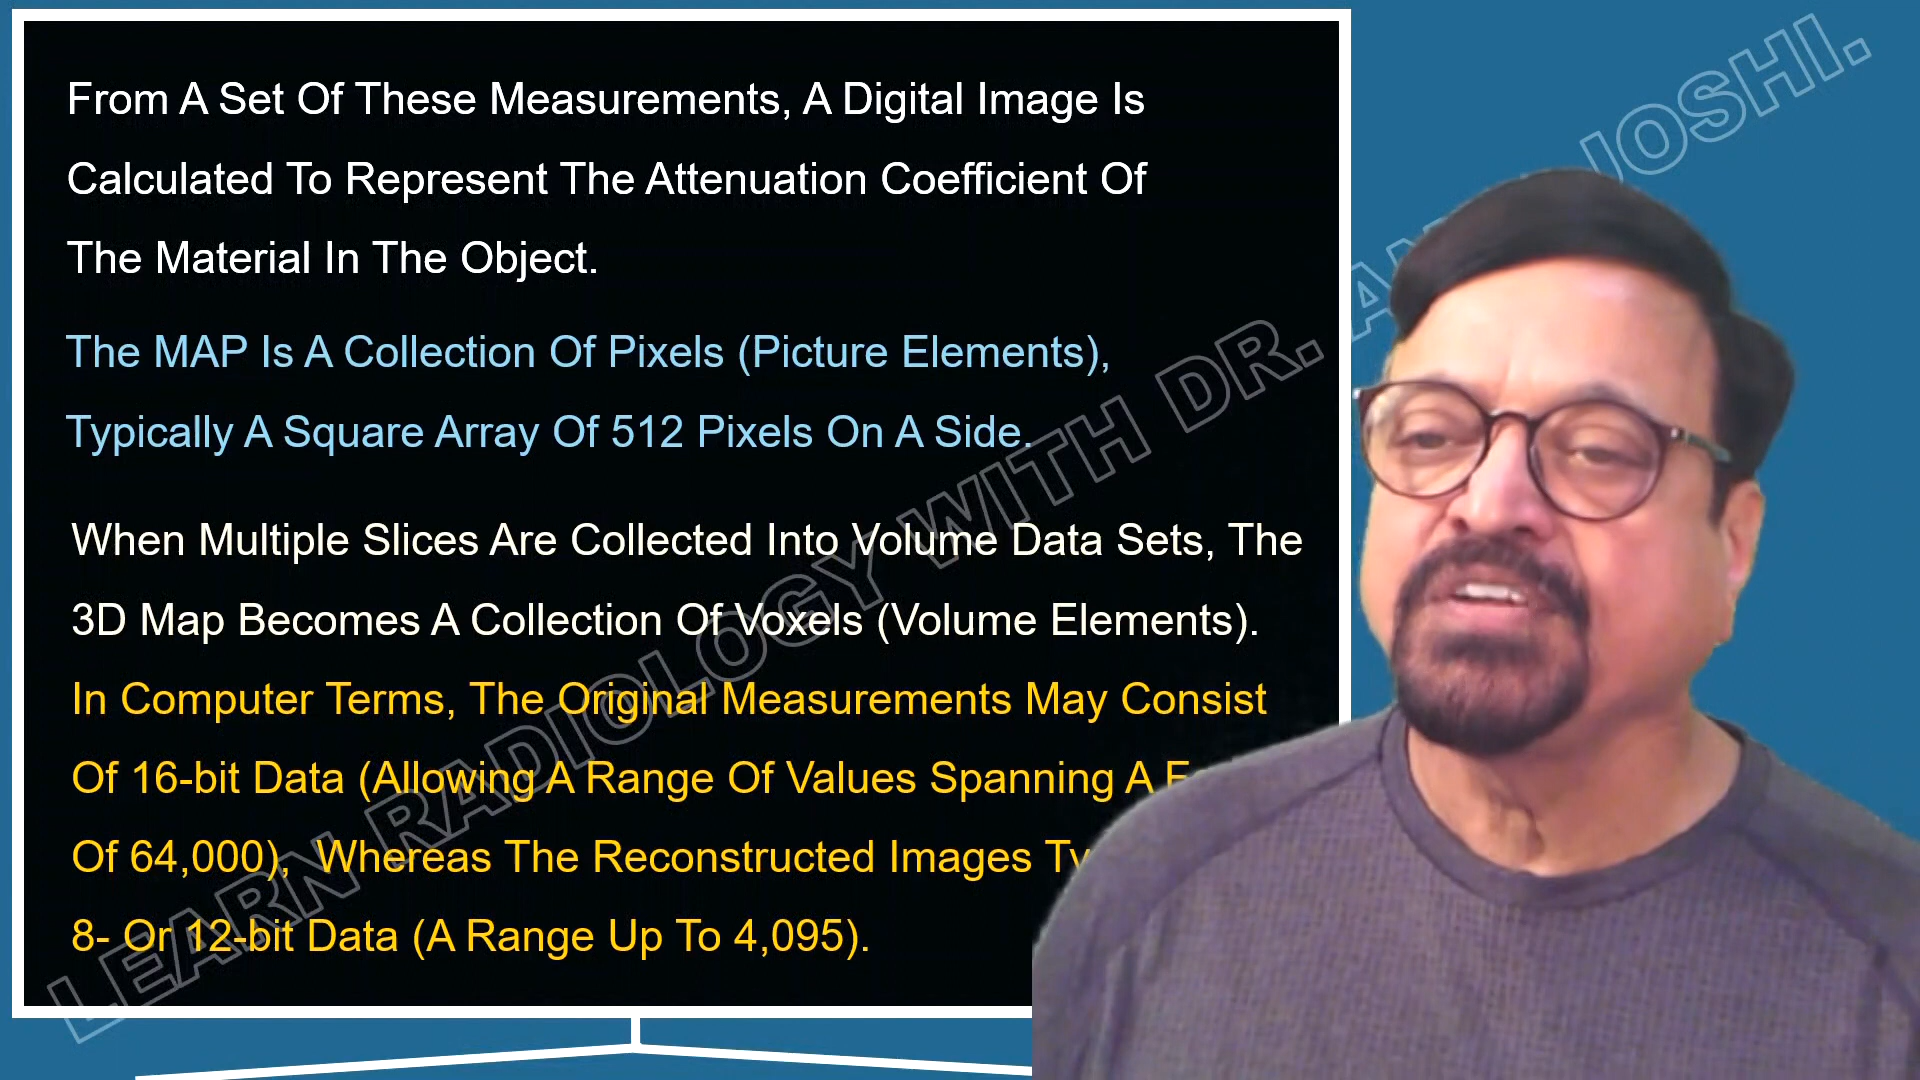 From A Set Of These Measurements, A Digital Image Is
Calculated To Represent The Attenuation Coefficient Of
The Material In The Object.
The MAP Is A Collection Of Pixels (Picture Elements),
Typically A Square Array Of 512 Pixels On A Side.
When Multiple Slices Are Collected Into Volume Data Sets, The
3D Map Becomes A Collection Of Voxels (Volume Elements).
In Computer Terms, The Original Measurements May Consist
Of 16-bit Data (Allowing A Range Of Values Spanning A
Of 64,000), Whereas The Reconstructed Images
8- Or 12-bit Data (A Range Up To 4,095).
LEARN RADIOLOGY WITH DR. JOSHI.